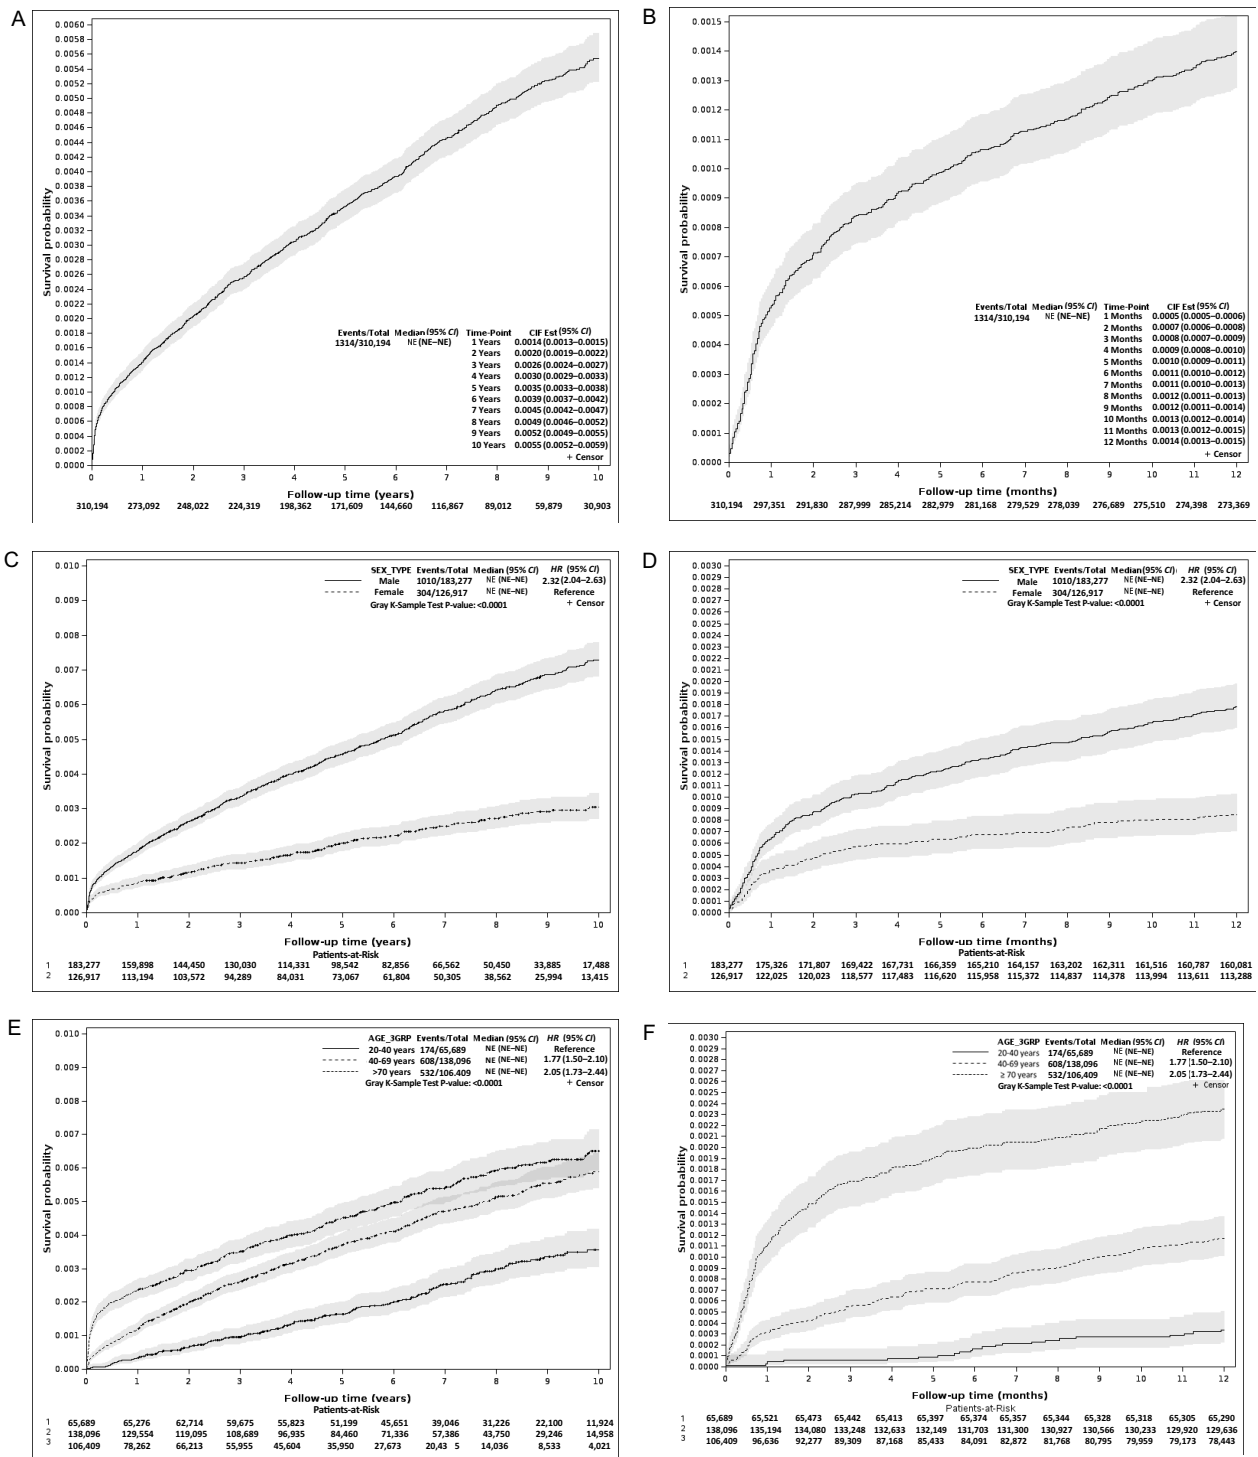 A
0.0060
0.0058
0.0056
0.0054
0.0052
0.0050
0.0048
0.0046
0.0044
0.0042
0.0040
0.0038
0.0036
0.0034
0.0032
0.0030
0.0028
0.0026
0.0024
0.0022
0.0020
0.0018
0.0016
0.0014
0.0012
0.0010
0.0008
0.0006
0.0004
0.0002
0.0000
Survival probability
Events/Total Median (95% CI) Time-Point CIF Est (95% CI)
1314/310,194 NE (NE–NE) 1 Years 0.0014 (0.0013–0.0015)
2 Years 0.0020 (0.0019–0.0022)
3 Years 0.0026 (0.0024–0.0027)
4 Years 0.0030 (0.0029–0.0033)
5 Years 0.0035 (0.0033–0.0038)
6 Years 0.0039 (0.0037–0.0042)
7 Years 0.0045 (0.0042–0.0047)
8 Years 0.0049 (0.0046–0.0052)
9 Years 0.0052 (0.0049–0.0055)
10 Years 0.0055 (0.0052–0.0059)
+ Censor
0 1 2 3 4 5 6 7 8 9 10
Follow-up time (years)
310,194 273,092 248,022 224,319 198,362 171,609 144,660 116,867 89,012 59,879 30,903
B
0.0015
0.0014
0.0013
0.0012
0.0011
0.0010
0.0009
0.0008
0.0007
0.0006
0.0005
0.0004
0.0003
0.0002
0.0001
0.0000
Survival probability
Events/Total Median (95% CI) Time-Point CIF Est (95% CI)
1314/310,194 NE (NE–NE) 1 Months 0.0005 (0.0005–0.0006)
2 Months 0.0007 (0.0006–0.0008)
3 Months 0.0008 (0.0007–0.0009)
4 Months 0.0009 (0.0008–0.0010)
5 Months 0.0010 (0.0009–0.0011)
6 Months 0.0011 (0.0010–0.0012)
7 Months 0.0011 (0.0010–0.0013)
8 Months 0.0012 (0.0011–0.0013)
9 Months 0.0012 (0.0011–0.0014)
10 Months 0.0013 (0.0012–0.0014)
11 Months 0.0013 (0.0012–0.0015)
12 Months 0.0014 (0.0013–0.0015)
+ Censor
0 1 2 3 4 5 6 7 8 9 10 11 12
Follow-up time (months)
310,194 297,351 291,830 287,999 285,214 282,979 281,168 279,529 278,039 276,689 275,510 274,398 273,369
C
0.010
0.009
0.008
0.007
0.006
0.005
0.004
0.003
0.002
0.001
0.000
Survival probability
SEX_TYPE Events/Total Median (95% CI) HR (95% CI)
Male 1010/183,277 NE (NE–NE) 2.32 (2.04–2.63)
Female 304/126,917 NE (NE–NE) Reference
Gray K-Sample Test P-value: <0.0001 + Censor
0 1 2 3 4 5 6 7 8 9 10
Follow-up time (years)
Patients-at-Risk
1 183,277 159,898 144,450 130,030 114,331 98,542 82,856 66,562 50,450 33,885 17,488
2 126,917 113,194 103,572 94,289 84,031 73,067 61,804 50,305 38,562 25,994 13,415
D
0.0030
0.0029
0.0028
0.0027
0.0026
0.0025
0.0024
0.0023
0.0022
0.0021
0.0020
0.0019
0.0018
0.0017
0.0016
0.0015
0.0014
0.0013
0.0012
0.0011
0.0010
0.0009
0.0008
0.0007
0.0006
0.0005
0.0004
0.0003
0.0002
0.0001
0.0000
Survival probability
SEX_TYPE Events/Total Median(95% CI) HR (95% CI)
Male 1010/183,277 NE (NE–NE) 2.32 (2.04–2.63)
Female 304/126,917 NE (NE–NE) Reference
Gray K-Sample Test P-value: <0.0001 + Censor
0 1 2 3 4 5 6 7 8 9 10 11 12
Follow-up time (months)
Patients-at-Risk
1 183,277 175,326 171,807 169,422 167,731 166,359 165,210 164,157 163,202 162,311 161,516 160,787 160,081
2 126,917 122,025 120,023 118,577 117,483 116,620 115,958 115,372 114,837 114,378 113,994 113,611 113,288
E
0.010
0.009
0.008
0.007
0.006
0.005
0.004
0.003
0.002
0.001
0.000
Survival probability
AGE_3GRP Events/Total Median (95% CI) HR (95% CI)
20-40 years 174/65,689 NE (NE–NE) Reference
40-69 years 608/138,096 NE (NE–NE) 1.77 (1.50–2.10)
>70 years 532/106.409 NE (NE–NE) 2.05 (1.73–2.44)
Gray K-Sample Test P-value: <0.0001 + Censor
0 1 2 3 4 5 6 7 8 9 10
Follow-up time (years)
Patients-at-Risk
1 65,689 65,276 62,714 59,675 55,823 51,199 45,651 39,046 31,226 22,100 11,924
2 138,096 129,554 119,095 108,689 96,935 84,460 71,336 57,386 43,750 29,246 14,958
3 106,409 78,262 66,213 55,955 45,604 35,950 27,673 20,43 5 14,036 8,533 4,021
F
0.0030
0.0029
0.0028
0.0027
0.0026
0.0025
0.0024
0.0023
0.0022
0.0021
0.0020
0.0019
0.0018
0.0017
0.0016
0.0015
0.0014
0.0013
0.0012
0.0011
0.0010
0.0009
0.0008
0.0007
0.0006
0.0005
0.0004
0.0003
0.0002
0.0001
0.0000
Survival probability
AGE_3GRP Events/Total Median (95% CI) HR (95% CI)
20-40 years 174/65,689 NE (NE–NE) Reference
40-69 years 608/138,096 NE (NE–NE) 1.77 (1.50–2.10)
≥ 70 years 532/106,409 NE (NE–NE) 2.05 (1.73–2.44)
Gray K-Sample Test P-value: <0.0001 + Censor
0 1 2 3 4 5 6 7 8 9 10 11 12
Follow-up time (months)
Patients-at-Risk
1 65,689 65,521 65,473 65,442 65,413 65,397 65,374 65,357 65,344 65,328 65,318 65,305 65,290
2 138,096 135,194 134,080 133,248 132,633 132,149 131,703 131,300 130,927 130,566 130,233 129,920 129,636
3 106,409 96,636 92,277 89,309 87,168 85,433 84,091 82,872 81,768 80,795 79,959 79,173 78,443